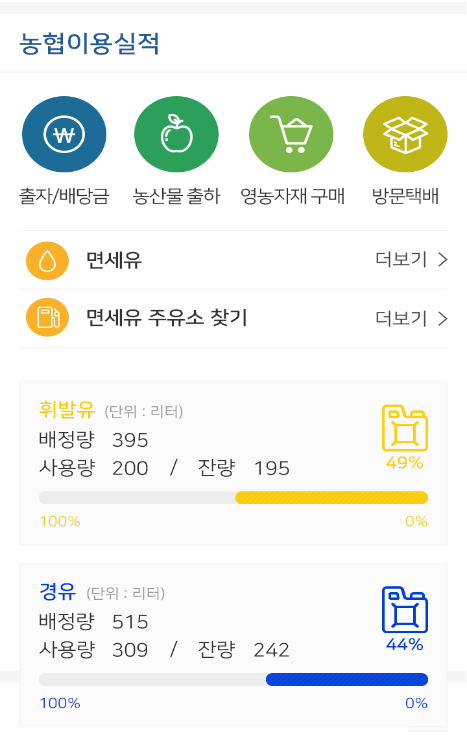 농협이용실적
₩
출자/배당금 농산물 출하 영농자재 구매 방문택배
면세유 더보기 >
면세유 주유소 찾기 더보기 >
휘발유 (단위 : 리터)
배정량 395
사용량 200 / 잔량 195
49%
100% 0%
경유 (단위 : 리터)
배정량 515
사용량 309 / 잔량 242
44%
100% 0%